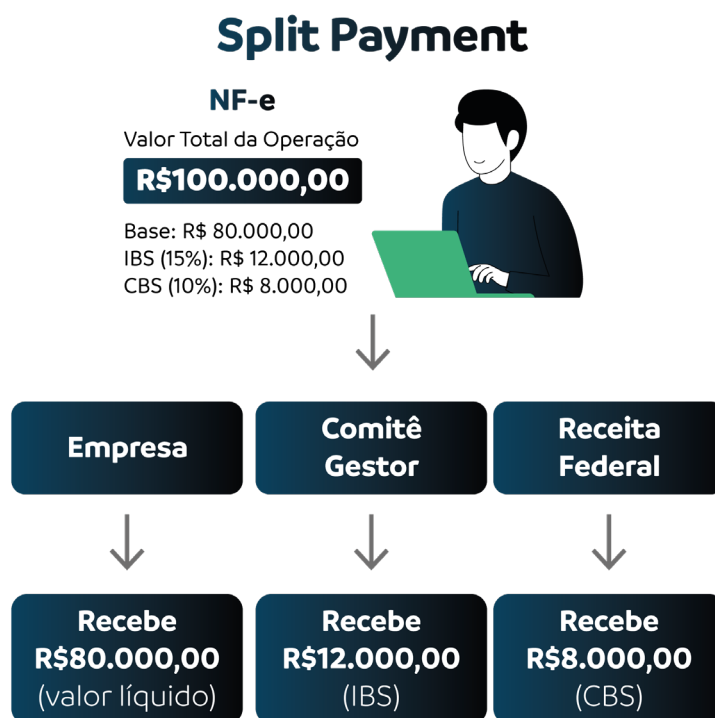 Split Payment
NF-e
Valor Total da Operação
R$100.000,00
Base: R$ 80.000,00
IBS (15%): R$ 12.000,00
CBS (10%): R$ 8.000,00
Empresa
Comitê
Gestor
Receita
Federal
Recebe
R$80.000,00
(valor líquido)
Recebe
R$12.000,00
(IBS)
Recebe
R$8.000,00
(CBS)